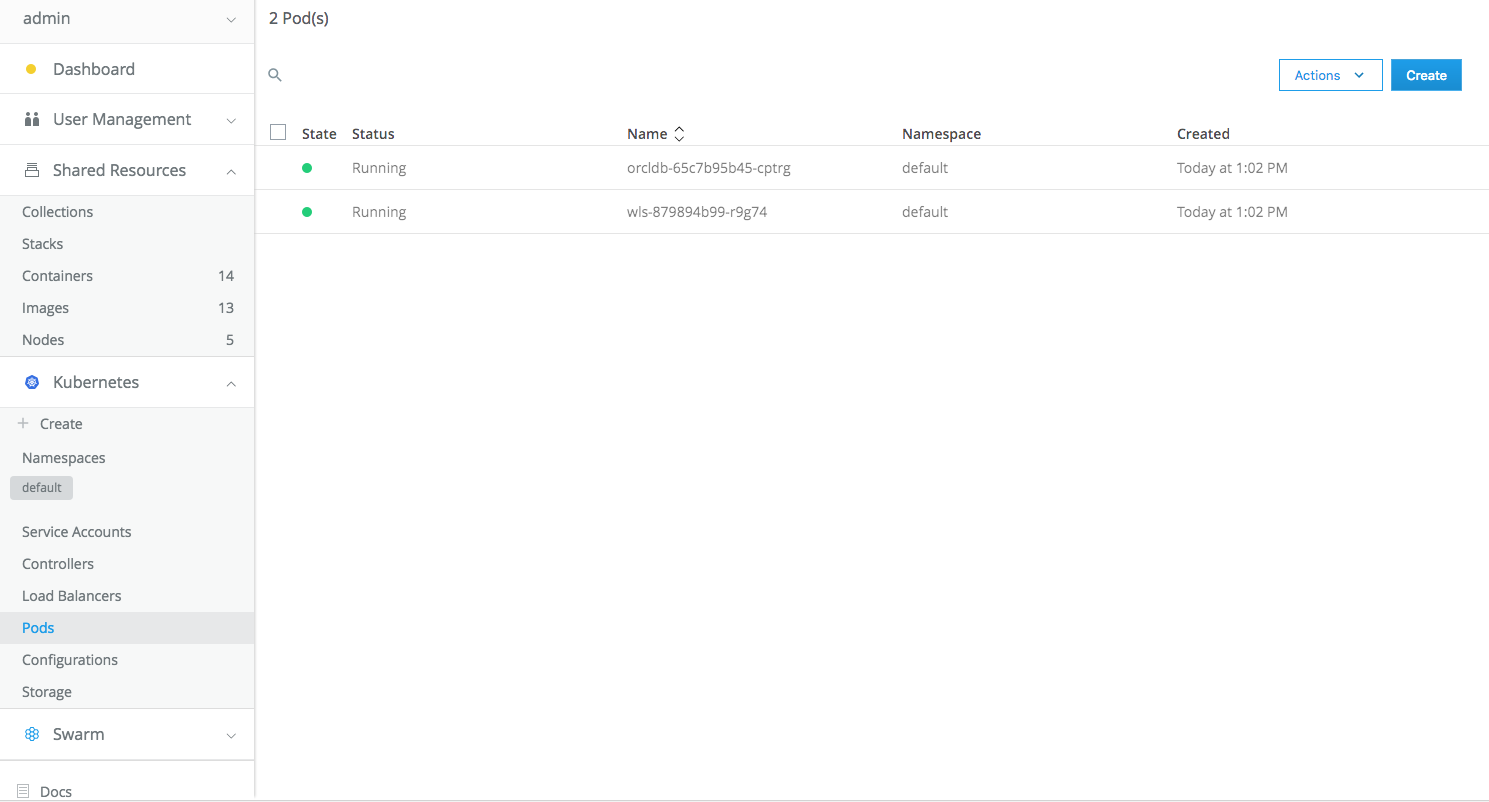 admin
Dashboard
User Management
Shared Resources
Collections
Stacks
Containers 14
Images 13
Nodes 5
Kubernetes
Create
Namespaces
default
Service Accounts
Controllers
Load Balancers
Pods
Configurations
Storage
Swarm
Docs
2 Pod(s)
Actions Create
State Status Name Namespace Created
Running orcldb-65c7b95b45-cptrg default Today at 1:02 PM
Running wls-879894b99-r9g74 default Today at 1:02 PM